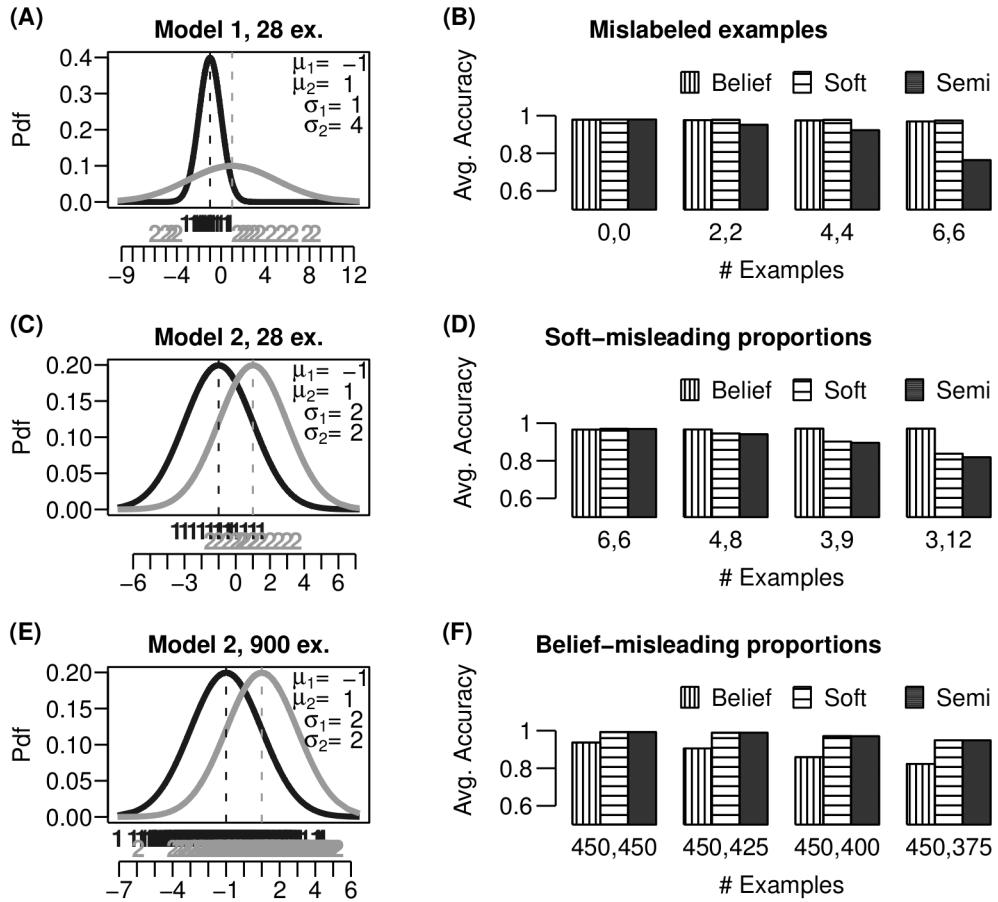 (A)
Model 1, 28 ex.
Pdf
0.4
0.3
0.2
0.1
0.0
μ1= −1
μ2= 1
σ1= 1
σ2= 4
−9 −4 0 4 8 12
(B)
Mislabeled examples
Belief Soft Semi
Avg. Accuracy
1
0.8
0.6
0,0 2,2 4,4 6,6
# Examples
(C)
Model 2, 28 ex.
Pdf
0.20
0.15
0.10
0.05
0.00
μ1= −1
μ2= 1
σ1= 2
σ2= 2
−6 −3 0 3 6
(D)
Soft−misleading proportions
Belief Soft Semi
Avg. Accuracy
1
0.8
0.6
6,6 4,8 3,9 3,12
# Examples
(E)
Model 2, 900 ex.
Pdf
0.20
0.15
0.10
0.05
0.00
μ1= −1
μ2= 1
σ1= 2
σ2= 2
−7 −4 −1 2 4 6
(F)
Belief−misleading proportions
Belief Soft Semi
Avg. Accuracy
1
0.8
0.6
450,450 450,425 450,400 450,375
# Examples